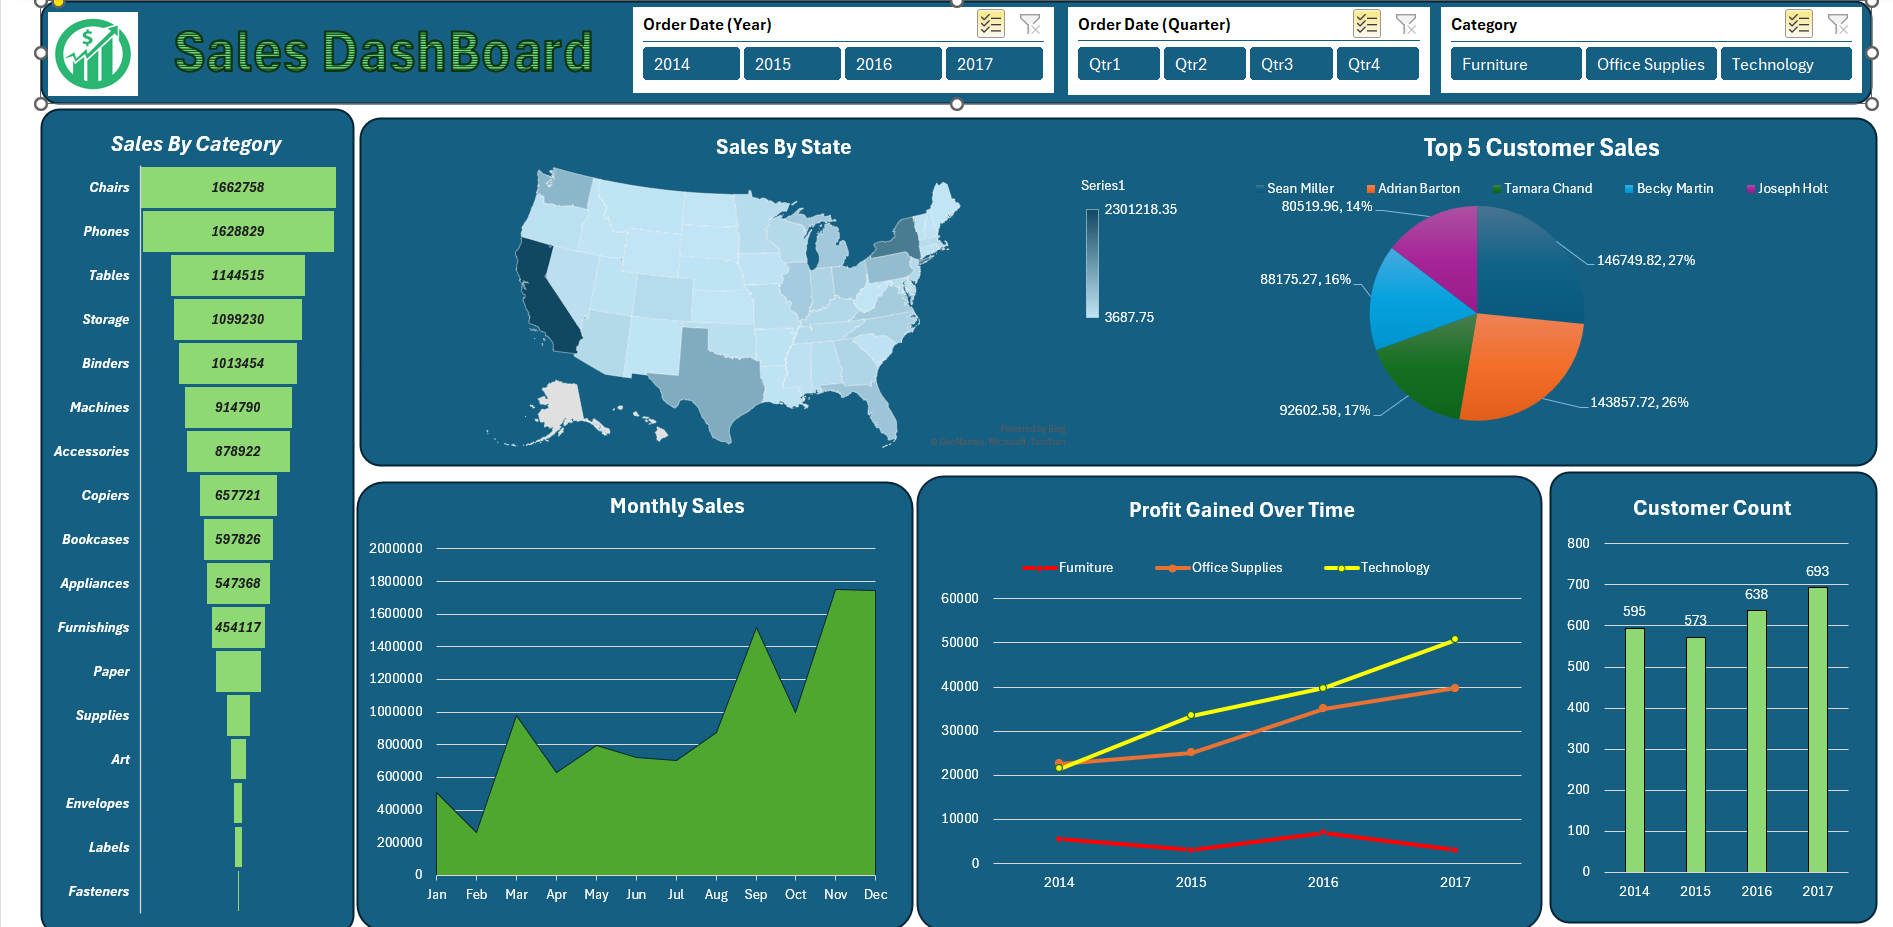 Sales DashBoard
Order Date (Year)
2014 2015 2016 2017
Order Date (Quarter)
Qtr1 Qtr2 Qtr3 Qtr4
Category
Furniture Office Supplies Technology
Sales By Category
Chairs 1662758
Phones 1628829
Tables 1144515
Storage 1099230
Binders 1013454
Machines 914790
Accessories 878922
Copiers 657721
Bookcases 597826
Appliances 547368
Furnishings 454117
Paper
Supplies
Art
Envelopes
Labels
Fasteners
Sales By State
Series1
2301218.35
3687.75
Powered by Bing
© GeoNames, Microsoft, TomTom
Top 5 Customer Sales
Sean Miller Adrian Barton Tamara Chand Becky Martin Joseph Holt
80519.96, 14%
146749.82, 27%
88175.27, 16%
143857.72, 26%
92602.58, 17%
Monthly Sales
2000000
1800000
1600000
1400000
1200000
1000000
800000
600000
400000
200000
0
Jan Feb Mar Apr May Jun Jul Aug Sep Oct Nov Dec
Profit Gained Over Time
Furniture Office Supplies Technology
60000
50000
40000
30000
20000
10000
0
2014 2015 2016 2017
Customer Count
800
700
600
500
400
300
200
100
0
595 573 638 693
2014 2015 2016 2017